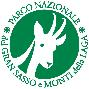 PARCO NAZIONALE
del GRAN SASSO e MONTI della LAGA